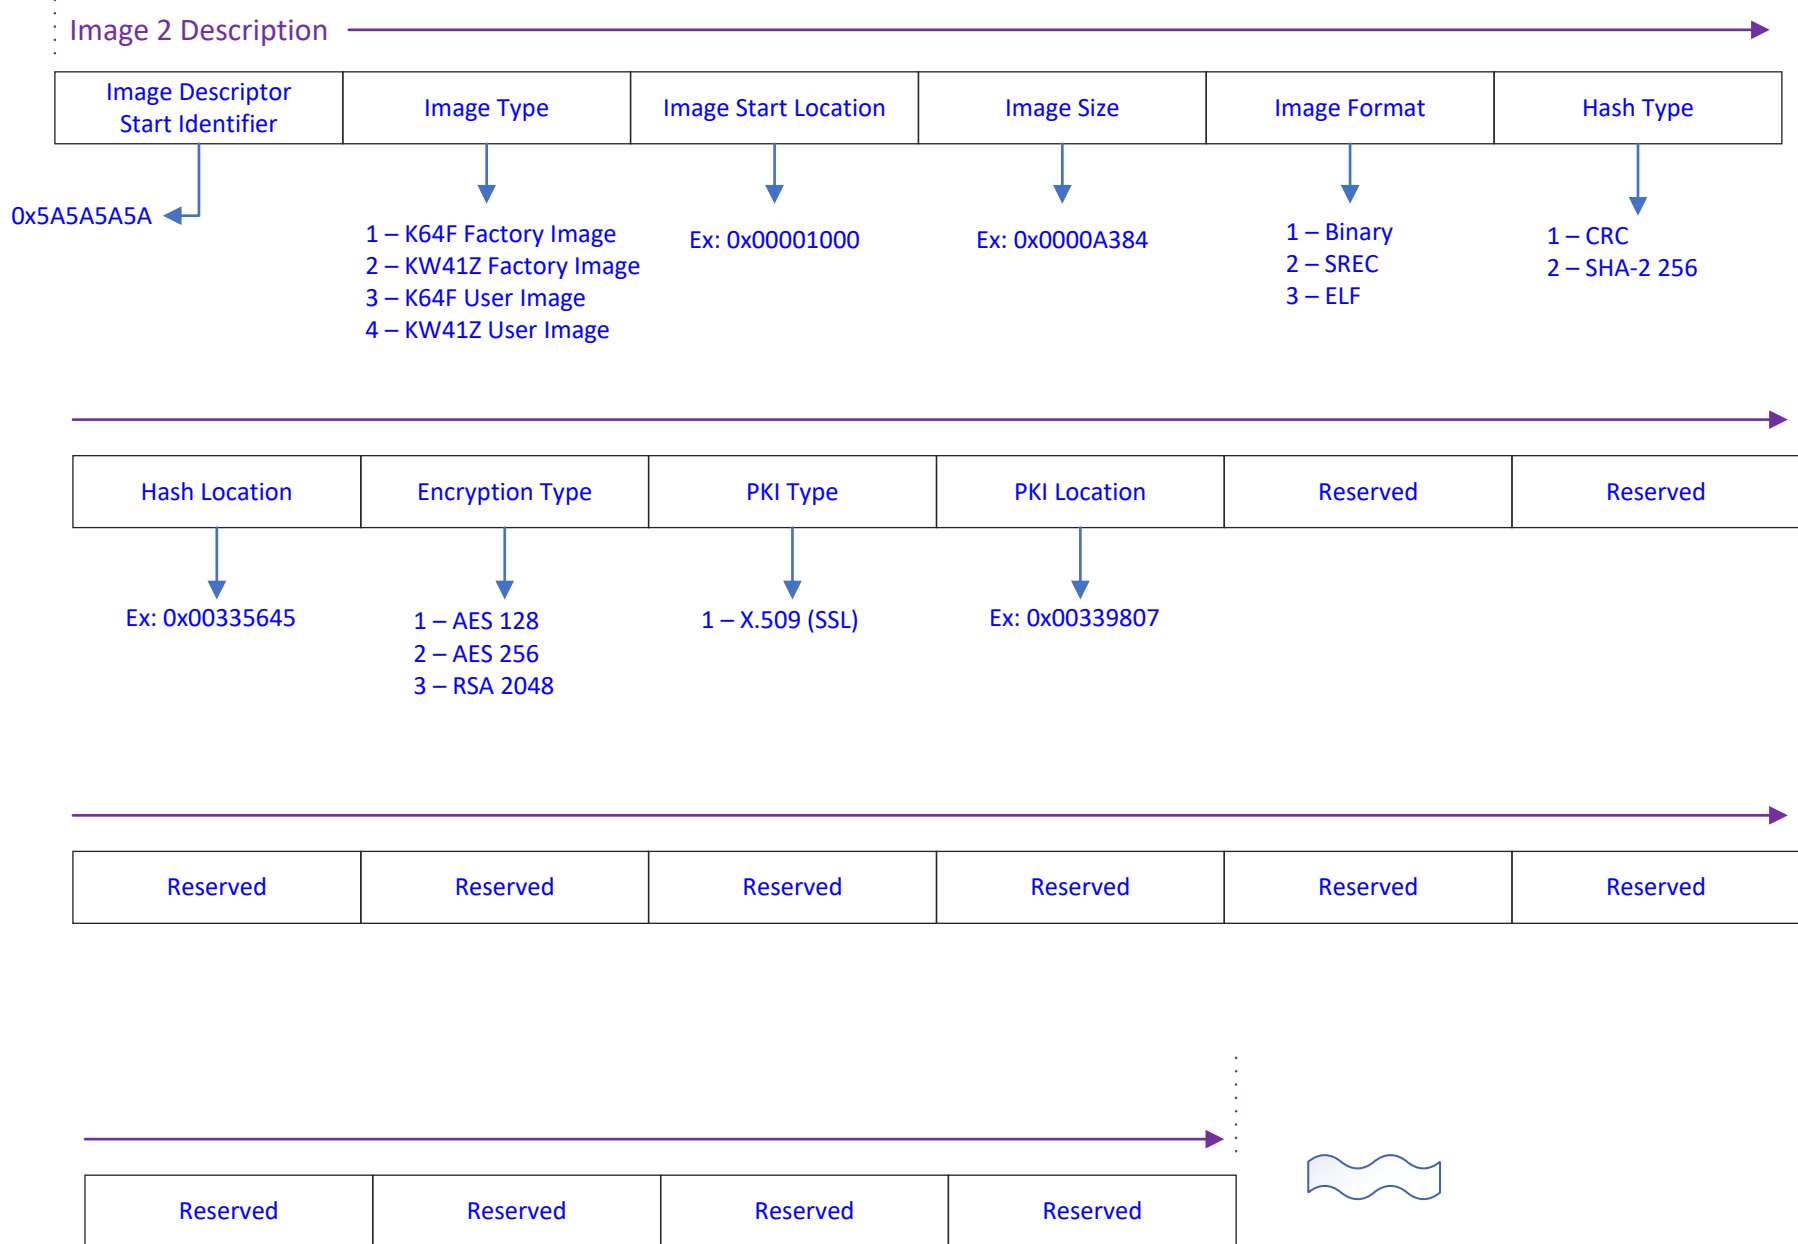 Image 2 Description
Image Descriptor
Start Identifier
Image Type
Image Start Location
Image Size
Image Format
Hash Type
0x5A5A5A5A
1 – K64F Factory Image
2 – KW41Z Factory Image
3 – K64F User Image
4 – KW41Z User Image
Ex: 0x00001000
Ex: 0x0000A384
1 – Binary
2 – SREC
3 – ELF
1 – CRC
2 – SHA-2 256
Hash Location
Encryption Type
PKI Type
PKI Location
Reserved
Reserved
Ex: 0x00335645
1 – AES 128
2 – AES 256
3 – RSA 2048
1 – X.509 (SSL)
Ex: 0x00339807
Reserved
Reserved
Reserved
Reserved
Reserved
Reserved
Reserved
Reserved
Reserved
Reserved